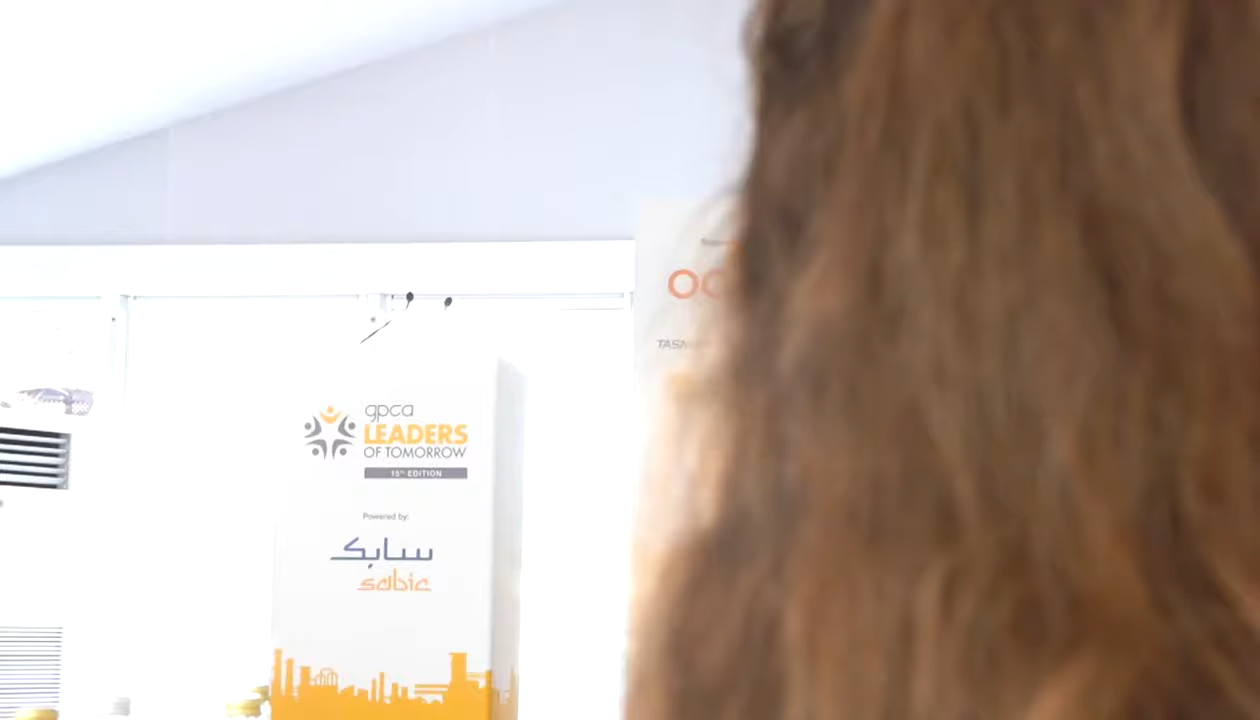 gpca
LEADERS
OF TOMORROW
15TH EDITION
Powered by:
سابك
sabic